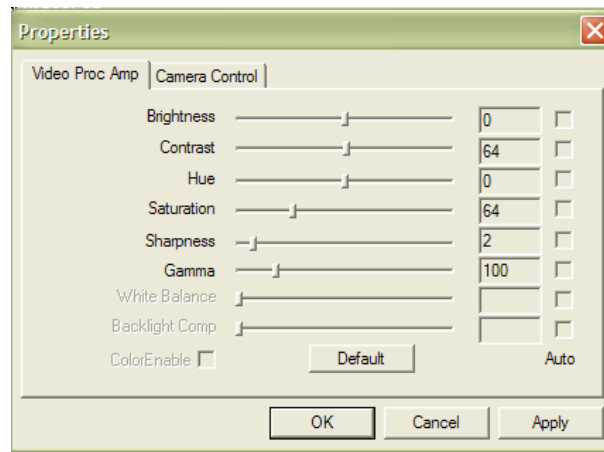 Properties
Video Proc Amp Camera Control
Brightness 0
Contrast 64
Hue 0
Saturation 64
Sharpness 2
Gamma 100
White Balance
Backlight Comp
ColorEnable Default Auto
OK Cancel Apply